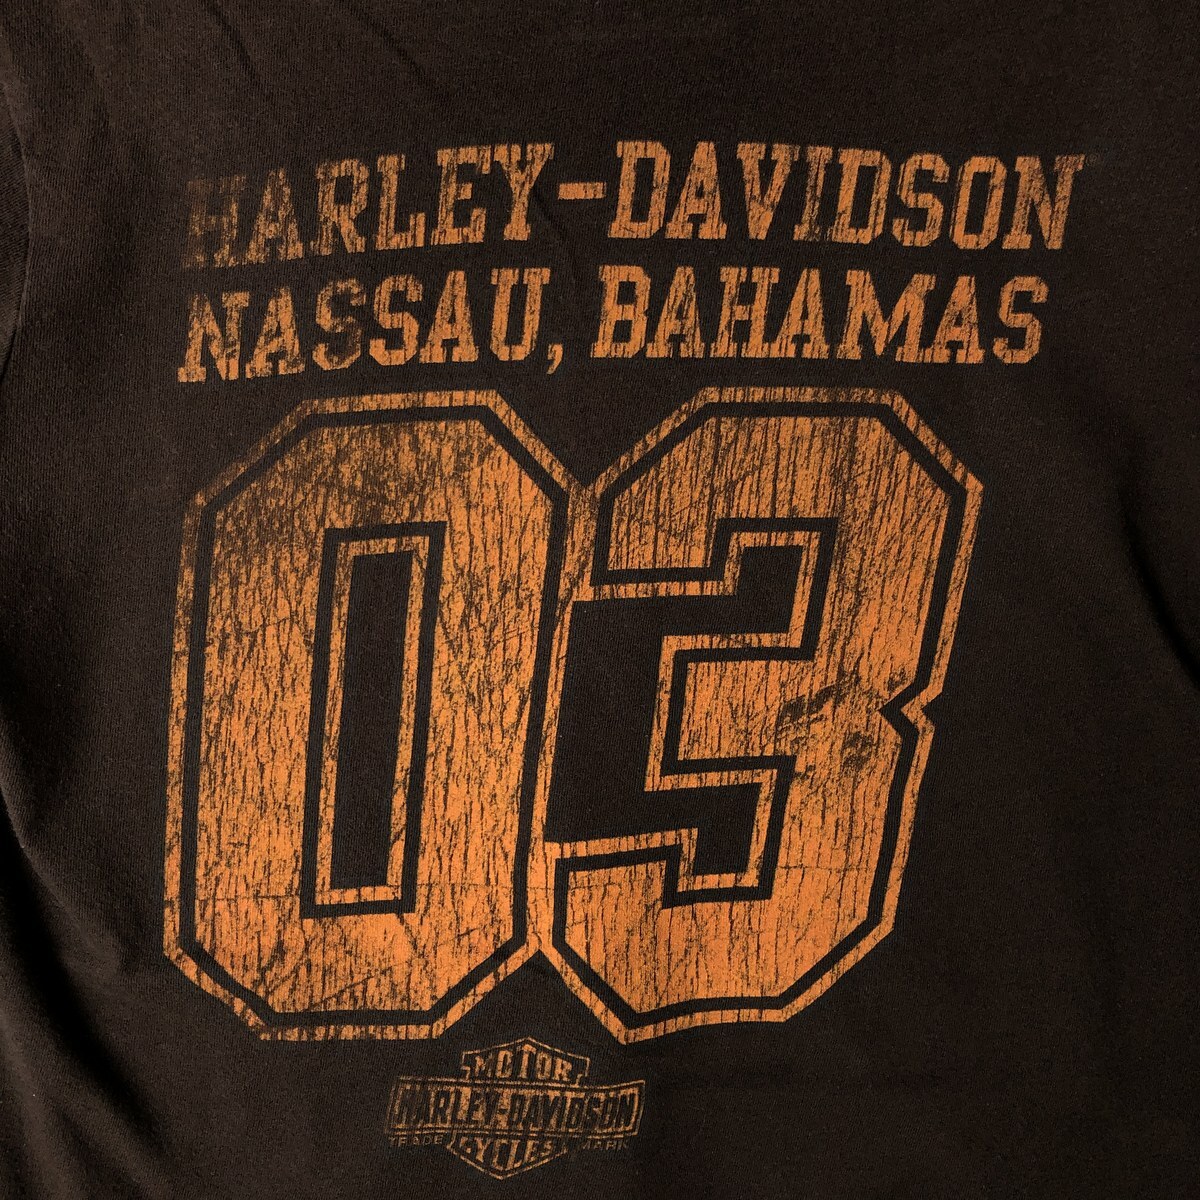 HARLEY-DAVIDSON
NASSAU, BAHAMAS
03
MOTOR
HARLEY-DAVIDSON
TRADE MARK
CYCLES